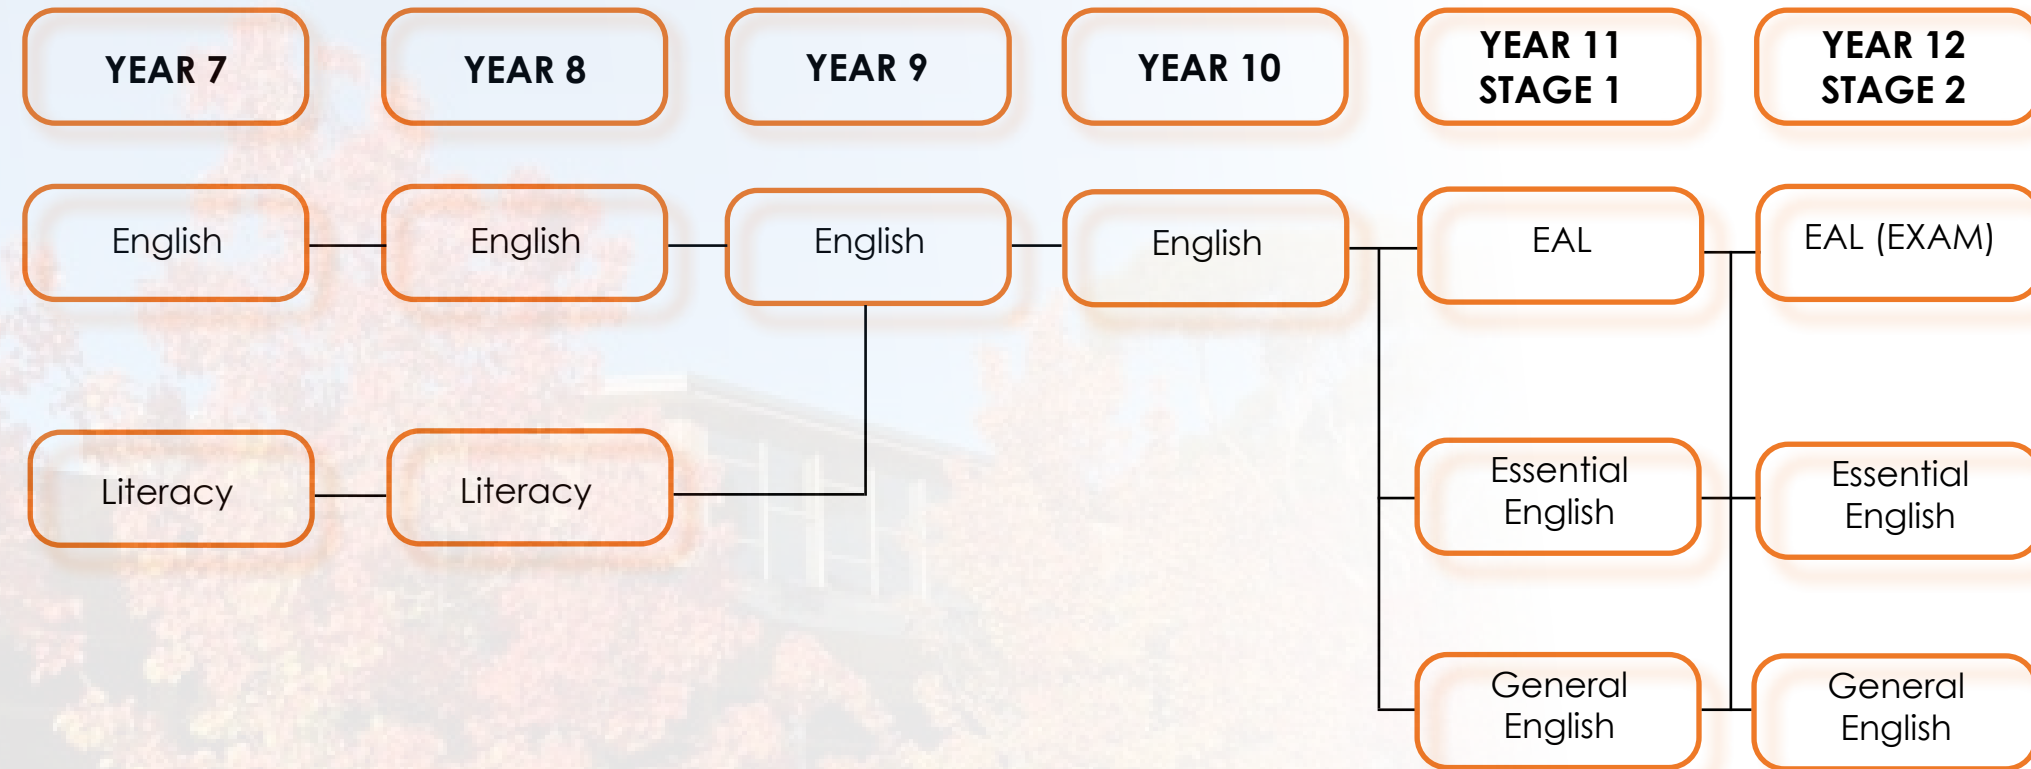 YEAR 7
YEAR 8
YEAR 9
YEAR 10
YEAR 11
STAGE 1
YEAR 12
STAGE 2
English
English
English
English
EAL
EAL (EXAM)
Literacy
Literacy
Essential
English
Essential
English
General
English
General
English